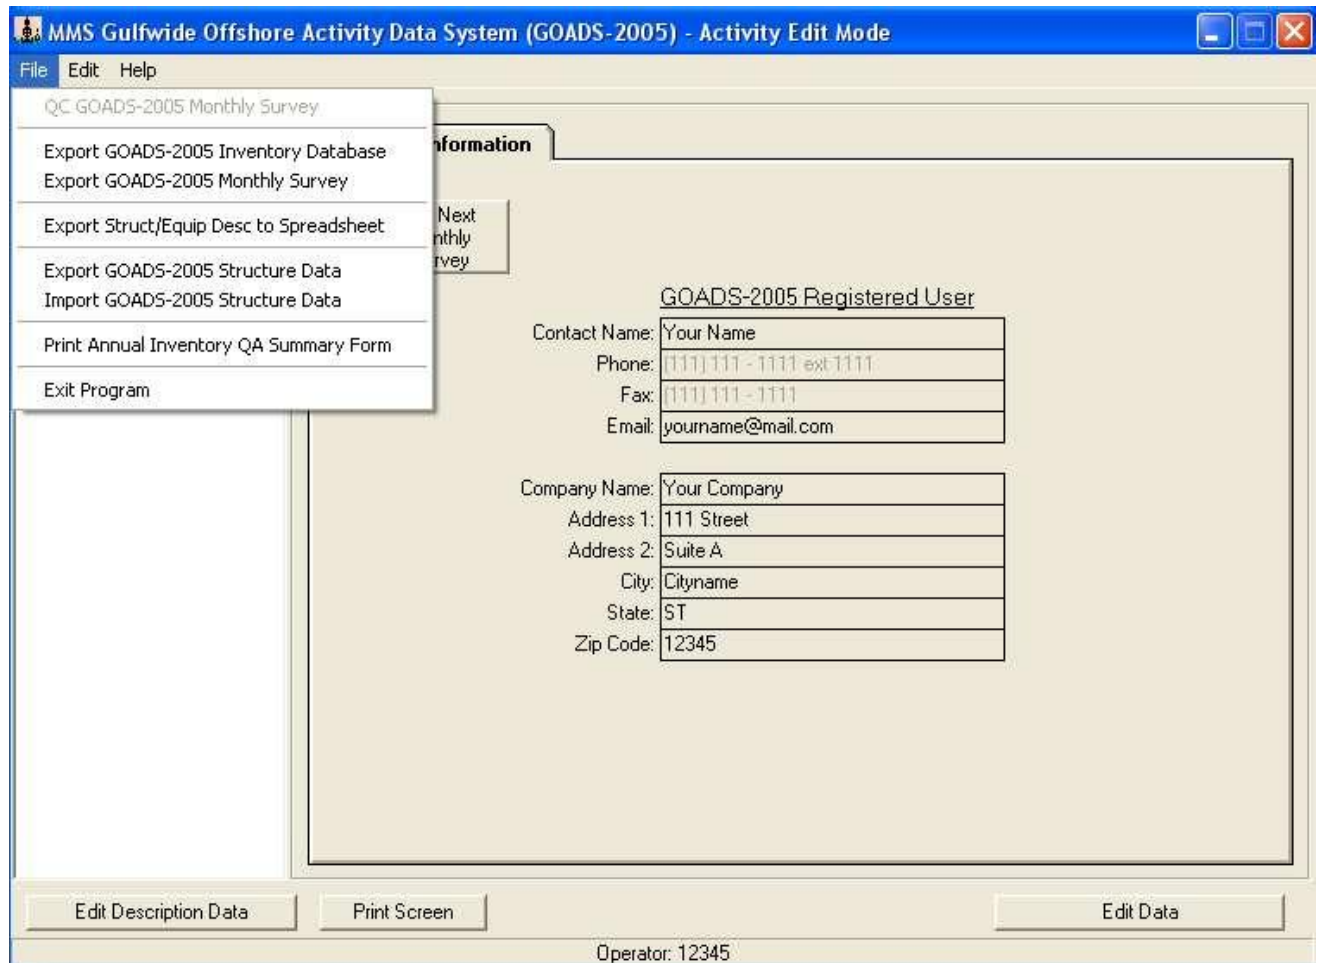 MMS Gulfwide Offshore Activity Data System (GOADS-2005) - Activity Edit Mode
File Edit Help
QC GOADS-2005 Monthly Survey
Export GOADS-2005 Inventory Database
Export GOADS-2005 Monthly Survey
Export Struct/Equip Desc to Spreadsheet
Export GOADS-2005 Structure Data
Import GOADS-2005 Structure Data
Print Annual Inventory QA Summary Form
Exit Program
nformation
Next
nthly
rvey
GOADS-2005 Registered User
Contact Name: Your Name
Phone: (111) 111 - 1111 ext 1111
Fax: (111) 111 - 1111
Email: yourname@mail.com
Company Name: Your Company
Address 1: 111 Street
Address 2: Suite A
City: Cityname
State: ST
Zip Code: 12345
Edit Description Data Print Screen Edit Data
Operator: 12345